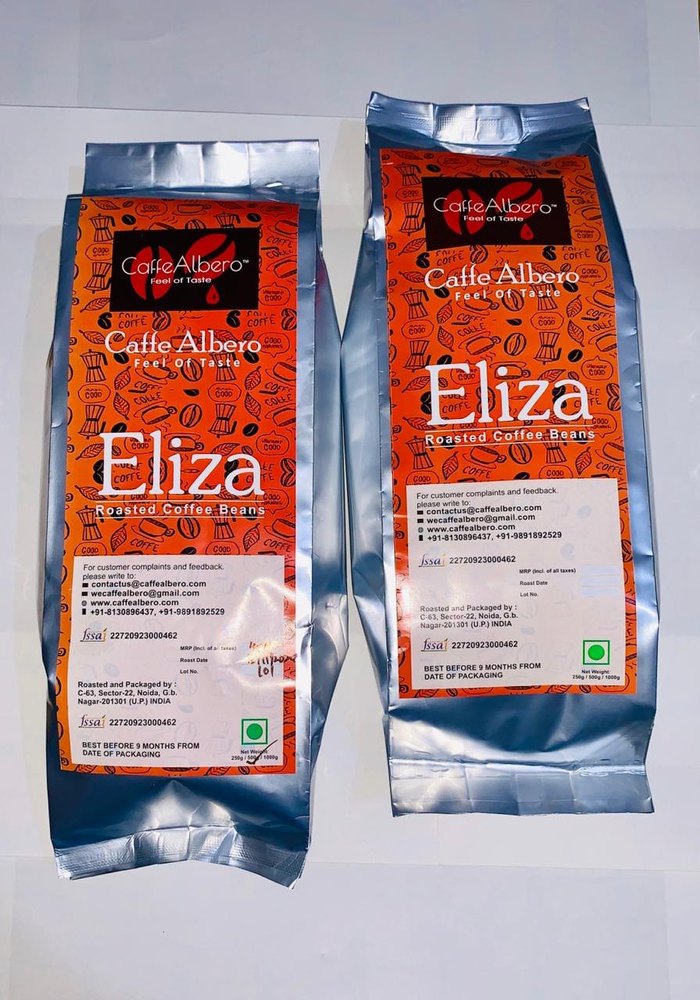 CaffeAlbero™
Feel of Taste
Caffe Albero
Feel Of Taste
Eliza
Roasted Coffee Beans
For customer complaints and feedback.
please write to:
contactus@caffealbero.com
wecaffealbero@gmail.com
www.caffealbero.com
+91-8130896437, +91-9891892529
fssai 22720923000462
MRP (Incl. of all taxes)
Roast Date
Lot No.
LOT
Roasted and Packaged by :
C-63, Sector-22, Noida, G.b.
Nagar-201301 (U.P.) INDIA
fssai 22720923000462
BEST BEFORE 9 MONTHS FROM
DATE OF PACKAGING
Net Weight:
250g / 500g / 1000g
CaffeAlbero™
Feel of Taste
Caffe Albero
Feel Of Taste
Eliza
Roasted Coffee Beans
For customer complaints and feedback.
please write to:
contactus@caffealbero.com
wecaffealbero@gmail.com
www.caffealbero.com
+91-8130896437, +91-9891892529
fssai 22720923000462
MRP (Incl. of all taxes)
Roast Date
Lot No.
Roasted and Packaged by :
C-63, Sector-22, Noida, G.b.
Nagar-201301 (U.P.) INDIA
fssai 22720923000462
BEST BEFORE 9 MONTHS FROM
DATE OF PACKAGING
Net Weight:
250g / 500g / 1000g